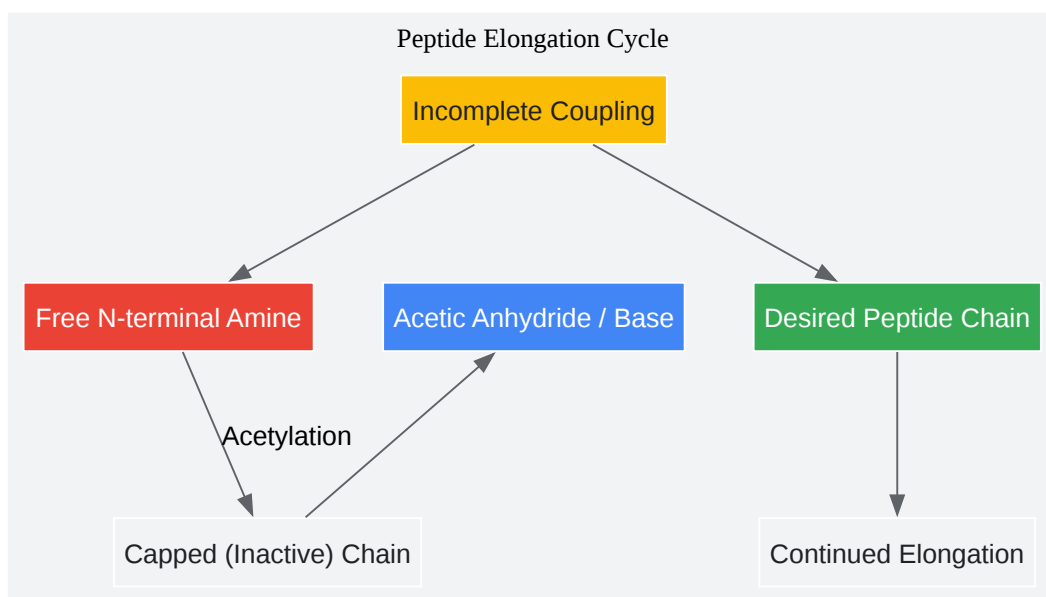 Peptide Elongation Cycle
Incomplete Coupling
Free N-terminal Amine
Acetic Anhydride / Base
Desired Peptide Chain
Acetylation
Capped (Inactive) Chain
Continued Elongation